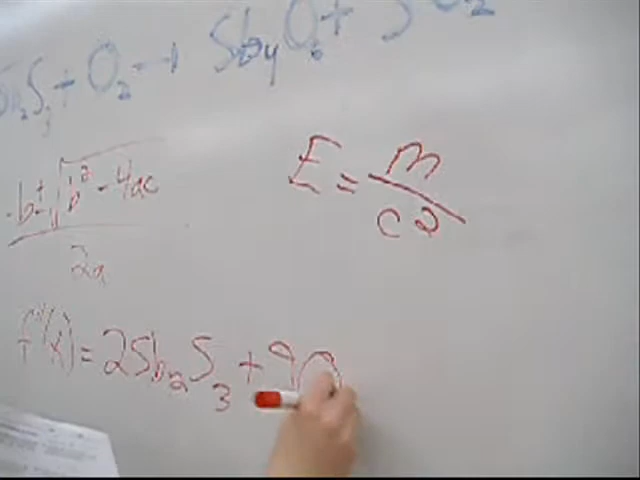 Sb₂S₃ + O₂ → Sb₄O₆ + SO₂
E = m
c2
-b ± √b² - 4ac
2a
f''(x) = 2Sb₂S₃ + 9O